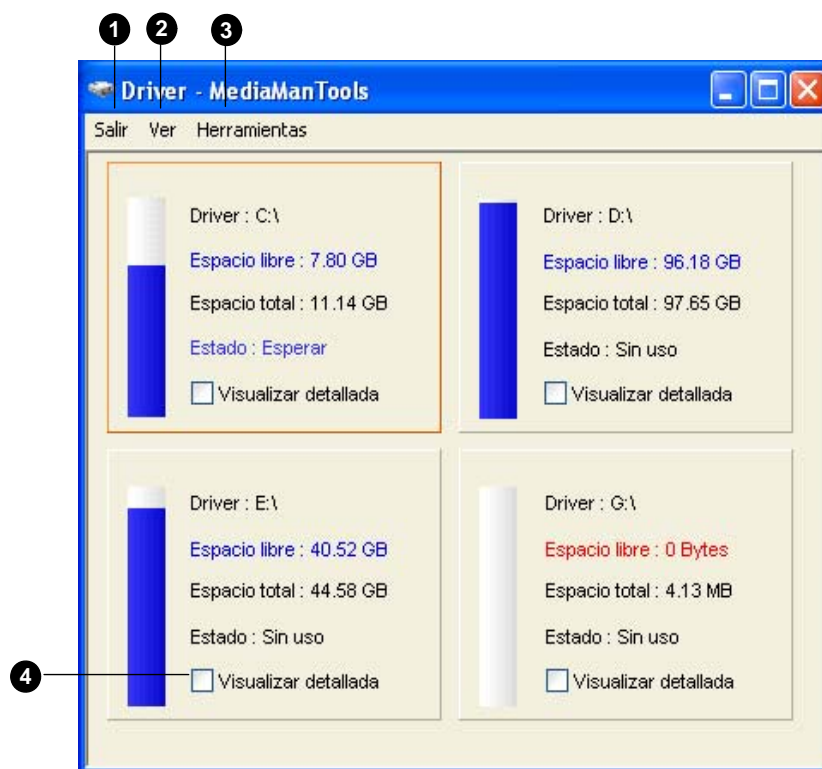 1 2 3
Driver - MediaManTools
Salir Ver Herramientas
Driver : C:\
Espacio libre : 7.80 GB
Espacio total : 11.14 GB
Estado : Esperar
Visualizar detallada
Driver : D:\
Espacio libre : 96.18 GB
Espacio total : 97.65 GB
Estado : Sin uso
Visualizar detallada
Driver : E:\
Espacio libre : 40.52 GB
Espacio total : 44.58 GB
Estado : Sin uso
4 Visualizar detallada
Driver : G:\
Espacio libre : 0 Bytes
Espacio total : 4.13 MB
Estado : Sin uso
Visualizar detallada